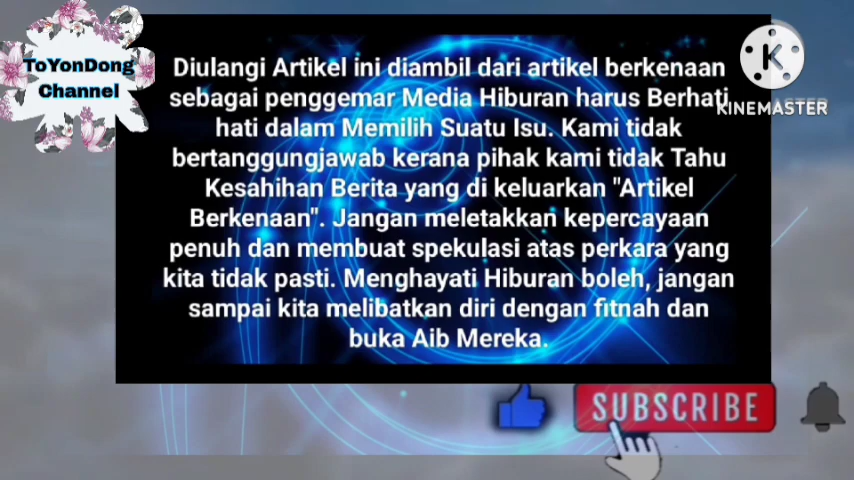 ToYonDong
Channel
KINEMASTER
Diulangi Artikel ini diambil dari artikel berkenaan
sebagai penggemar Media Hiburan harus Berhati
hati dalam Memilih Suatu Isu. Kami tidak
bertanggungjawab kerana pihak kami tidak Tahu
Kesahihan Berita yang di keluarkan "Artikel
Berkenaan". Jangan meletakkan kepercayaan
penuh dan membuat spekulasi atas perkara yang
kita tidak pasti. Menghayati Hiburan boleh, jangan
sampai kita melibatkan diri dengan fitnah dan
buka Aib Mereka.
SUBSCRIBE